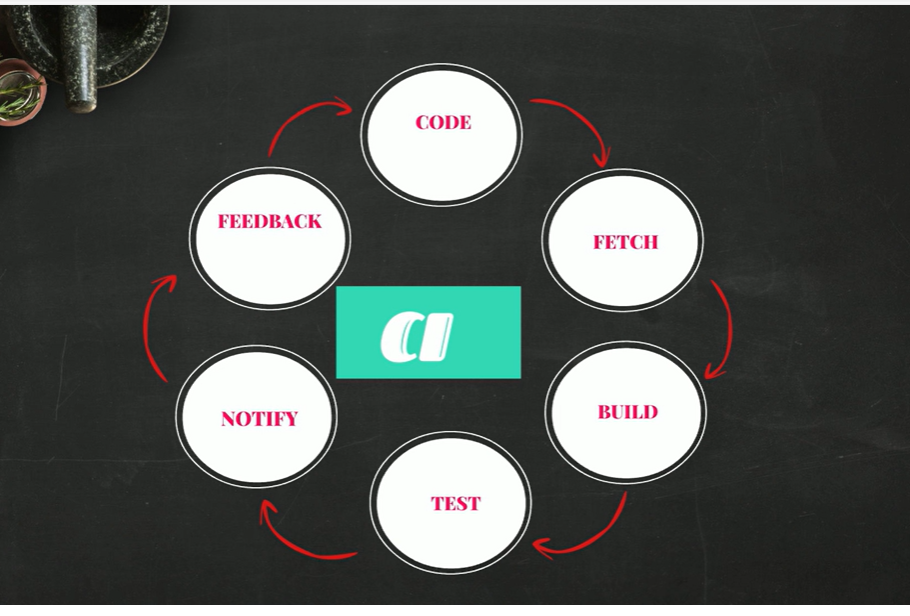 CODE
FETCH
BUILD
TEST
NOTIFY
FEEDBACK
CI